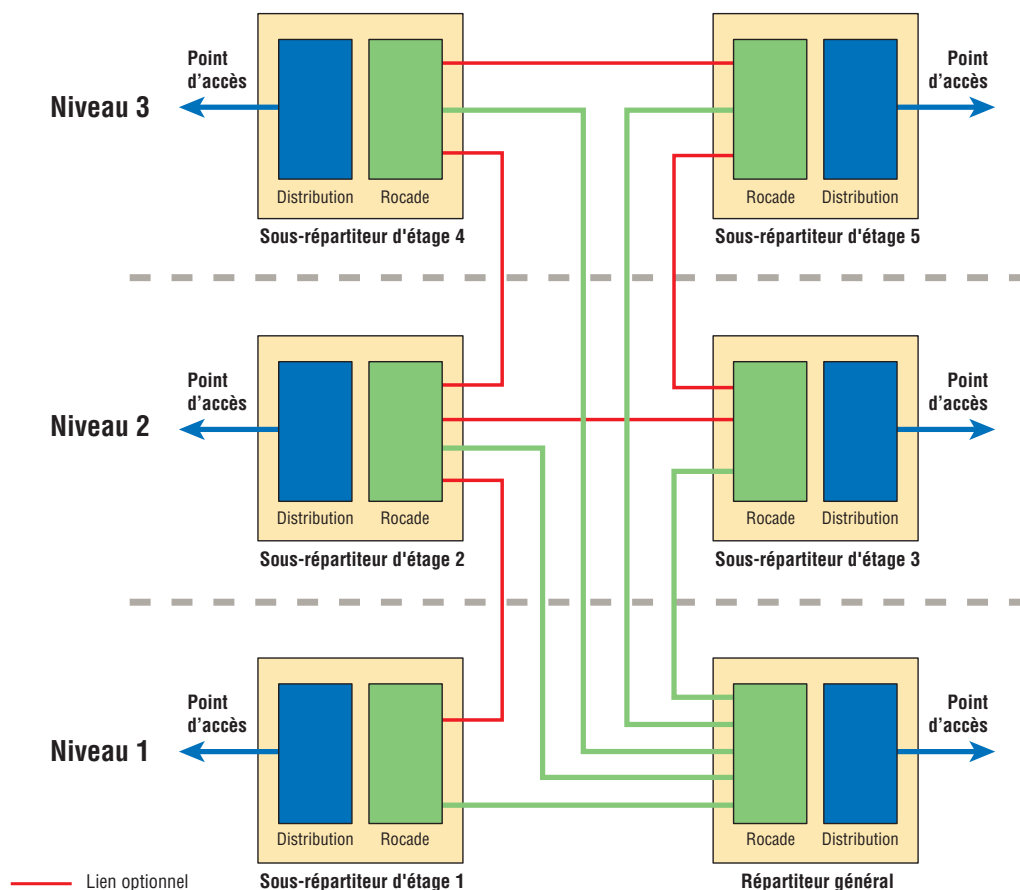 Point
d'accès
Point
d'accès
Niveau 3
Distribution
Rocade
Rocade
Distribution
Sous-répartiteur d'étage 4
Sous-répartiteur d'étage 5
Point
d'accès
Point
d'accès
Niveau 2
Distribution
Rocade
Rocade
Distribution
Sous-répartiteur d'étage 2
Sous-répartiteur d'étage 3
Point
d'accès
Point
d'accès
Niveau 1
Distribution
Rocade
Rocade
Distribution
Lien optionnel
Sous-répartiteur d'étage 1
Répartiteur général